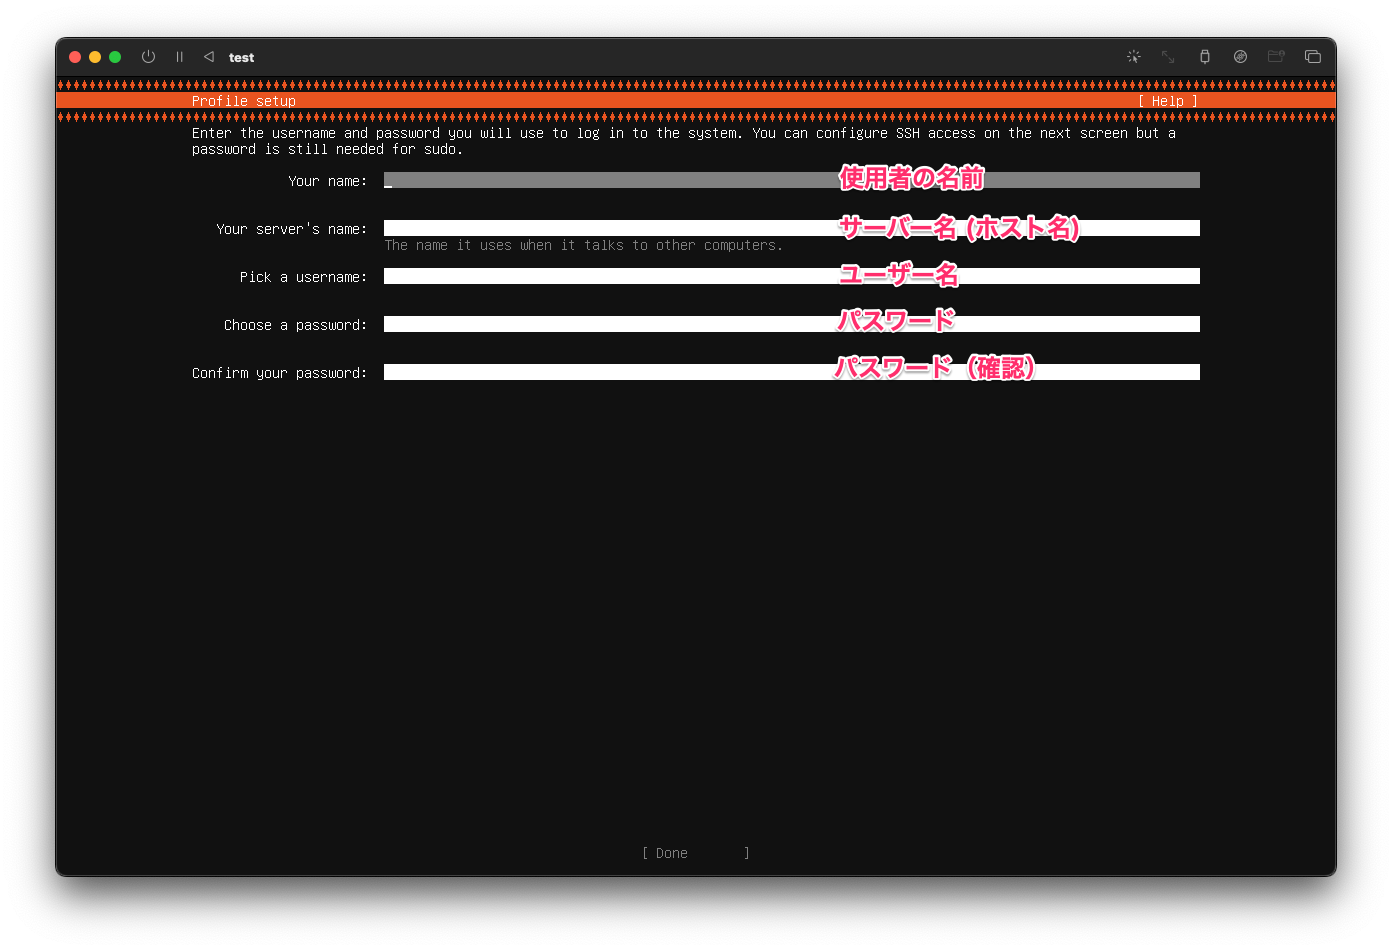 test
Profile setup [ Help ]
Enter the username and password you will use to log in to the system. You can configure SSH access on the next screen but a
password is still needed for sudo.
Your name: 使用者の名前
Your server's name: サーバー名 (ホスト名)
The name it uses when it talks to other computers.
Pick a username: ユーザー名
Choose a password: パスワード
Confirm your password: パスワード（確認）
[ Done ]